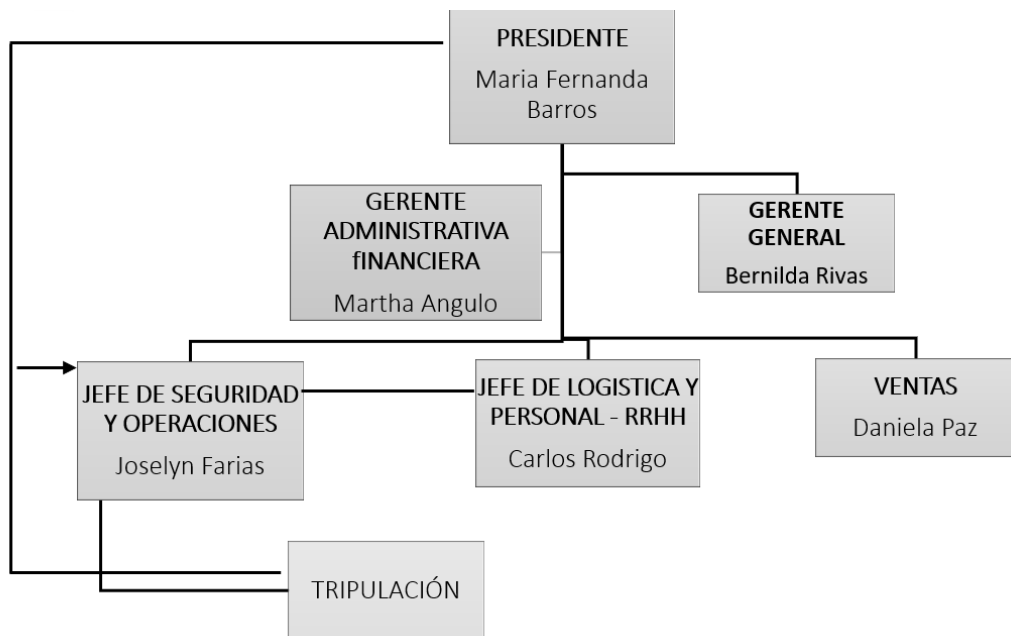 PRESIDENTE
Maria Fernanda
Barros
GERENTE
ADMINISTRATIVA
fINANCIERA
Martha Angulo
GERENTE
GENERAL
Bernilda Rivas
JEFE DE SEGURIDAD
Y OPERACIONES
Joselyn Farias
JEFE DE LOGISTICA Y
PERSONAL - RRHH
Carlos Rodrigo
VENTAS
Daniela Paz
TRIPULACIÓN